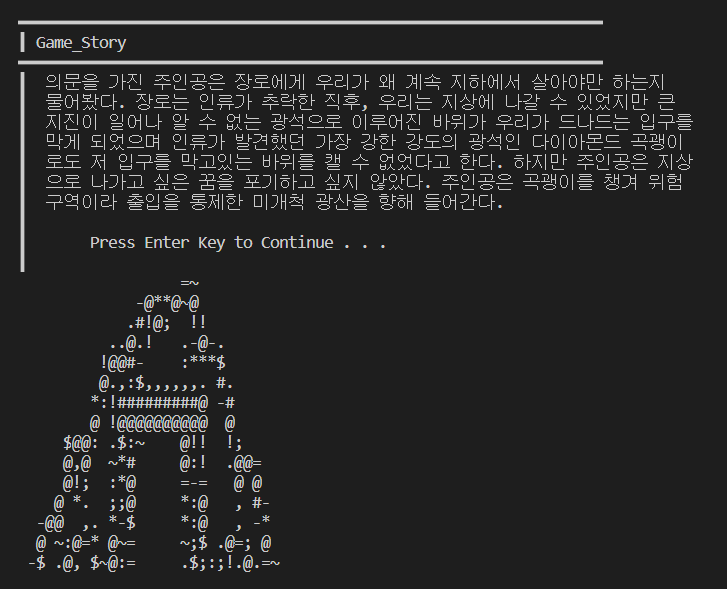 Game_Story
의문을 가진 주인공은 장로에게 우리가 왜 계속 지하에서 살아야만 하는지
물어봤다. 장로는 인류가 추락한 직후, 우리는 지상에 나갈 수 있었지만 큰
지진이 일어나 알 수 없는 광석으로 이루어진 바위가 우리가 드나드는 입구를
막게 되었으며 인류가 발견했던 가장 강한 강도의 광석인 다이아몬드 곡괭이
로도 저 입구를 막고있는 바위를 캘 수 없었다고 한다. 하지만 주인공은 지상
으로 나가고 싶은 꿈을 포기하고 싶지 않았다. 주인공은 곡괭이를 챙겨 위험
구역이라 출입을 통제한 미개척 광산을 향해 들어간다.
Press Enter Key to Continue . . .